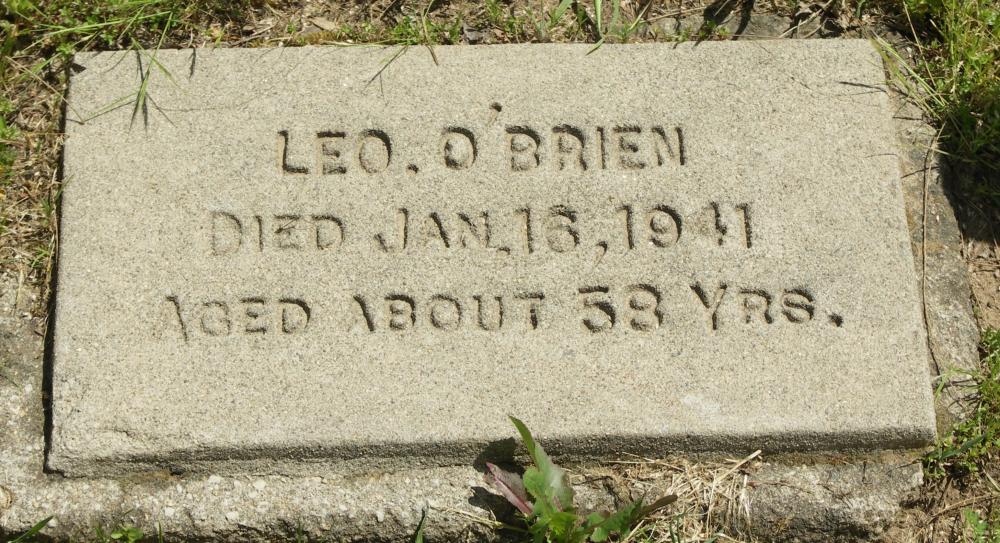 LEO. O'BRIEN
DIED JAN. 16, 1941
AGED ABOUT 58 YRS.